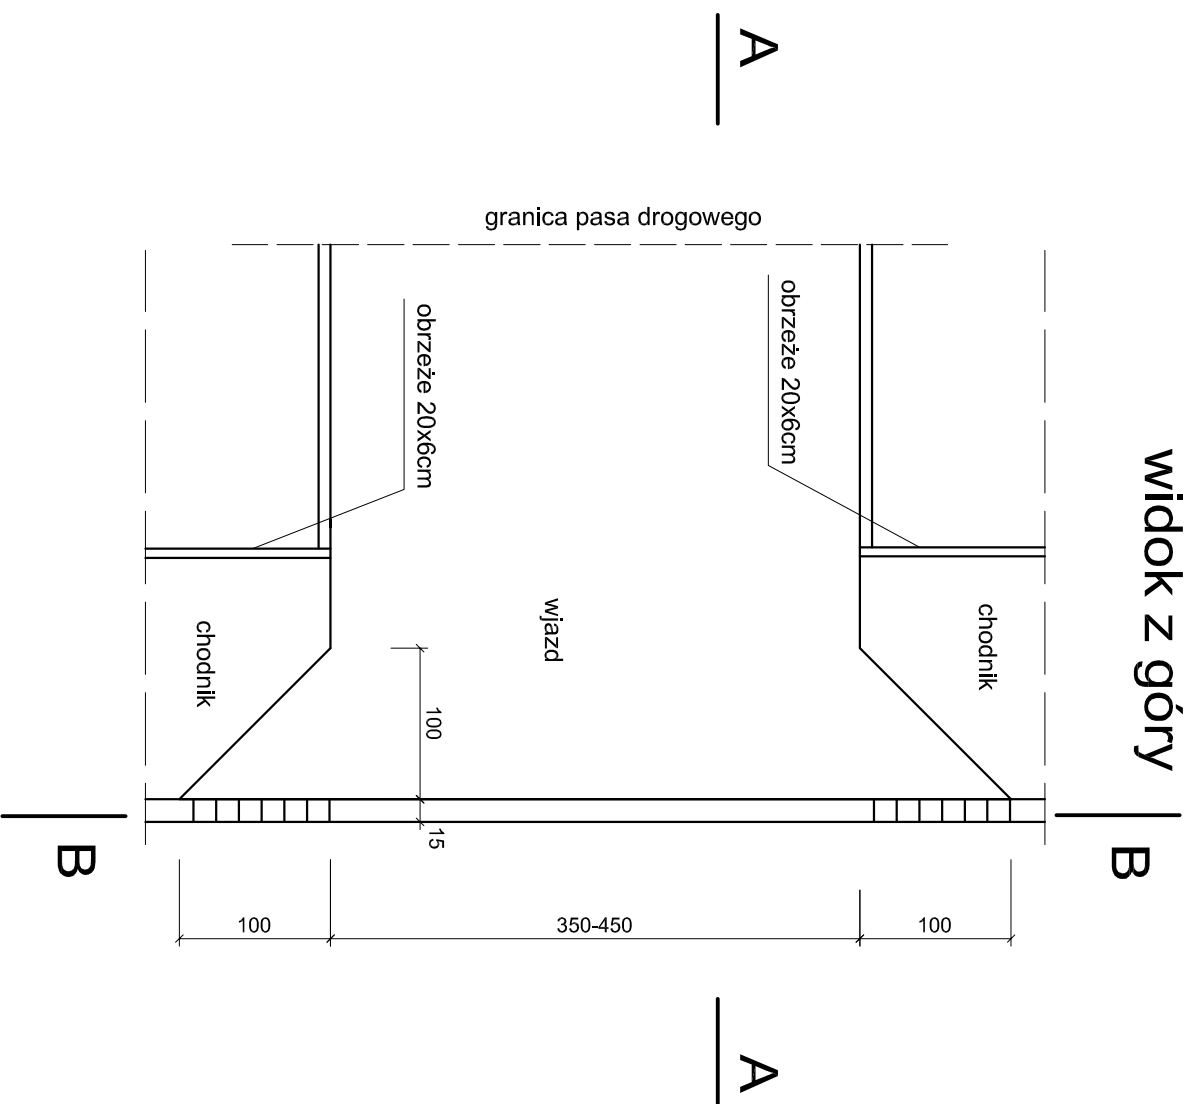 A
granica pasa drogowego
obrzeże 20x6cm
obrzeże 20x6cm
widok z góry
wjazd
chodnik
chodnik
100
15
B
B
100
350-450
100
A